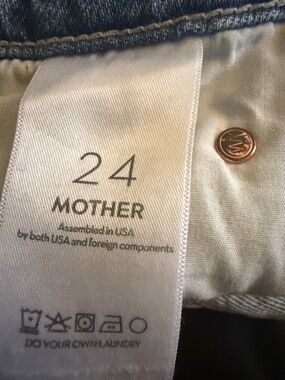 24
MOTHER
Assembled in USA
by both USA and foreign components
DO YOUR OWN LAUNDRY